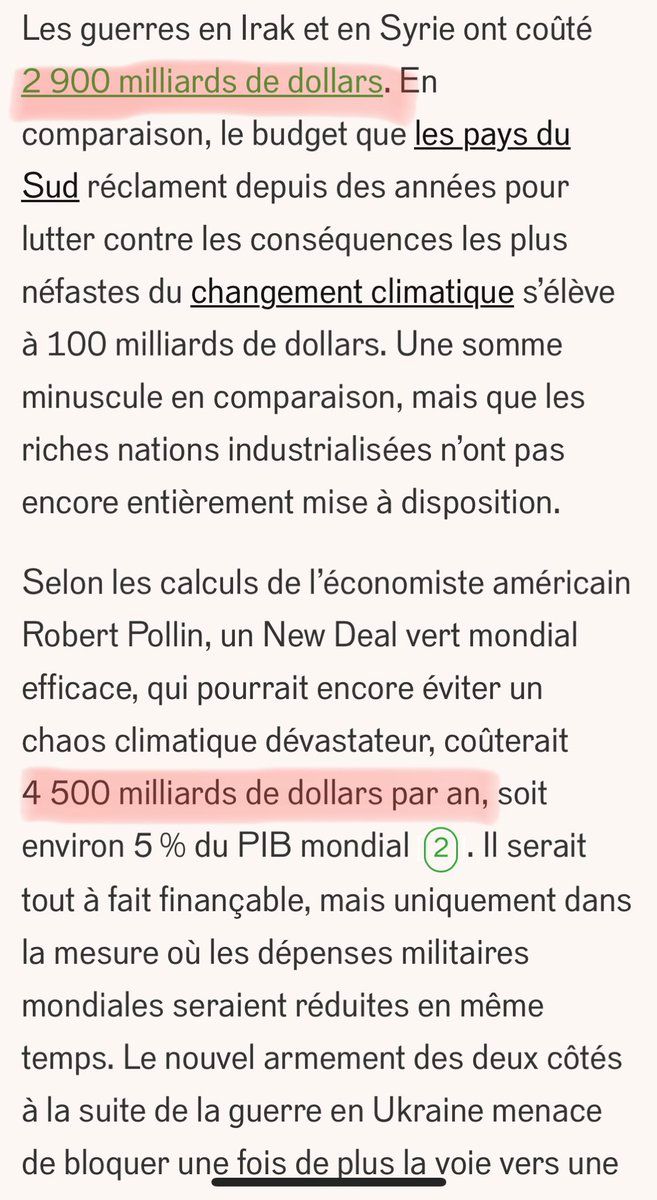 Les guerres en Irak et en Syrie ont coûté
2 900 milliards de dollars. En
comparaison, le budget que les pays du
Sud réclament depuis des années pour
lutter contre les conséquences les plus
néfastes du changement climatique s’élève
à 100 milliards de dollars. Une somme
minuscule en comparaison, mais que les
riches nations industrialisées n’ont pas
encore entièrement mise à disposition.
Selon les calculs de l’économiste américain
Robert Pollin, un New Deal vert mondial
efficace, qui pourrait encore éviter un
chaos climatique dévastateur, coûterait
4 500 milliards de dollars par an, soit
environ 5 % du PIB mondial 2 . Il serait
tout à fait finançable, mais uniquement dans
la mesure où les dépenses militaires
mondiales seraient réduites en même
temps. Le nouvel armement des deux côtés
à la suite de la guerre en Ukraine menace
de bloquer une fois de plus la voie vers une